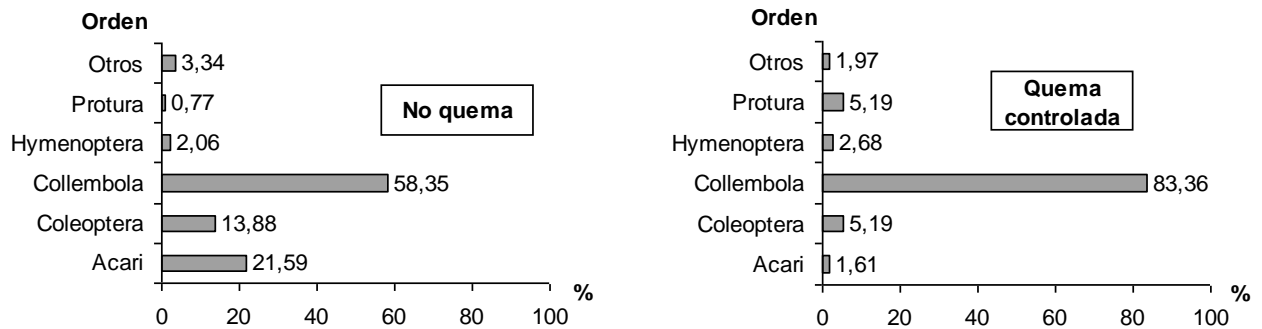 Orden
Otros 3,34
Protura 0,77
No quema
Hymenoptera 2,06
Collembola 58,35
Coleoptera 13,88
Acari 21,59
%
0 20 40 60 80 100
Orden
Otros 1,97
Protura 5,19
Quema
controlada
Hymenoptera 2,68
Collembola 83,36
Coleoptera 5,19
Acari 1,61
%
0 20 40 60 80 100